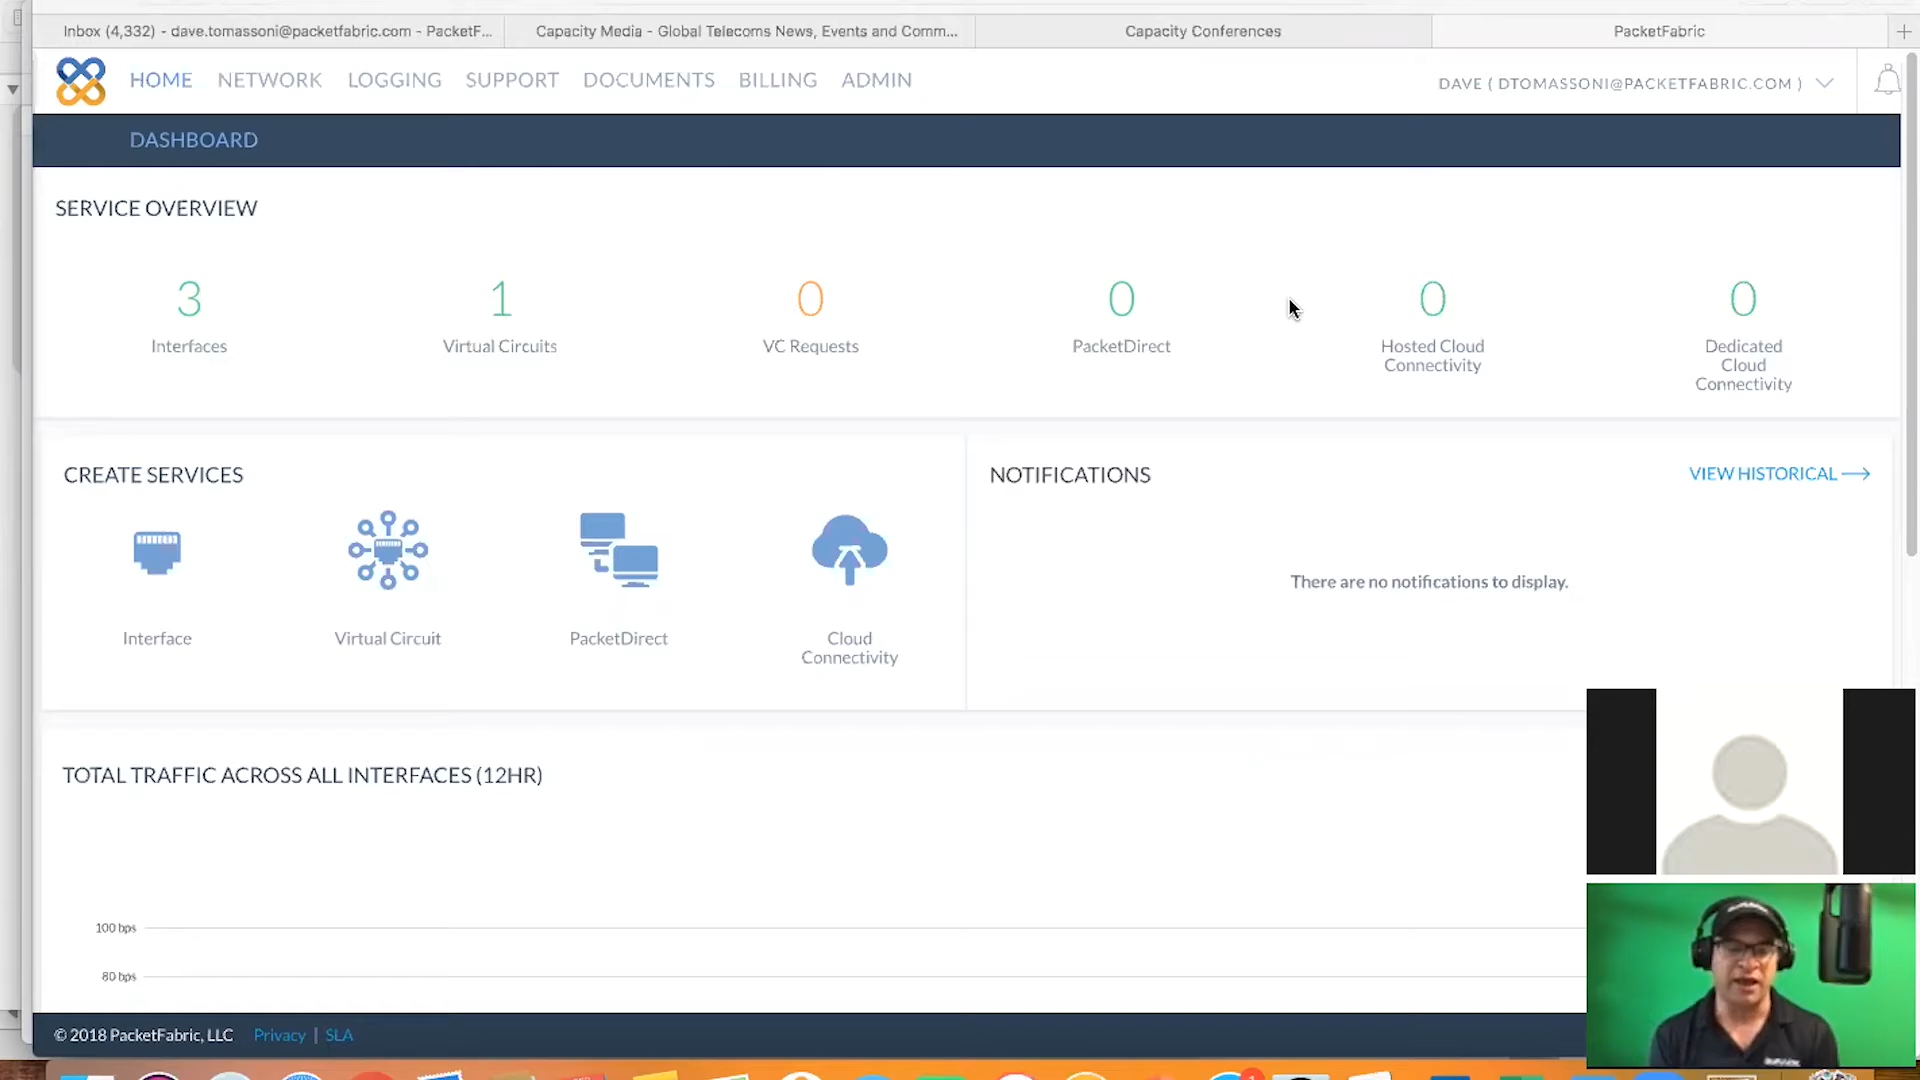 Inbox (4,332) - dave.tomassoni@packetfabric.com - PacketF...
Capacity Media - Global Telecoms News, Events and Comm...
Capacity Conferences
PacketFabric
HOME NETWORK LOGGING SUPPORT DOCUMENTS BILLING ADMIN
DAVE ( DTOMASSONI@PACKETFABRIC.COM )
DASHBOARD
SERVICE OVERVIEW
3 1 0 0 0 0
Interfaces
Virtual Circuits
VC Requests
PacketDirect
Hosted Cloud
Connectivity
Dedicated
Cloud
Connectivity
CREATE SERVICES
Interface
Virtual Circuit
PacketDirect
Cloud
Connectivity
NOTIFICATIONS
VIEW HISTORICAL
There are no notifications to display.
TOTAL TRAFFIC ACROSS ALL INTERFACES (12HR)
100 bps
80 bps
© 2018 PacketFabric, LLC Privacy | SLA
1